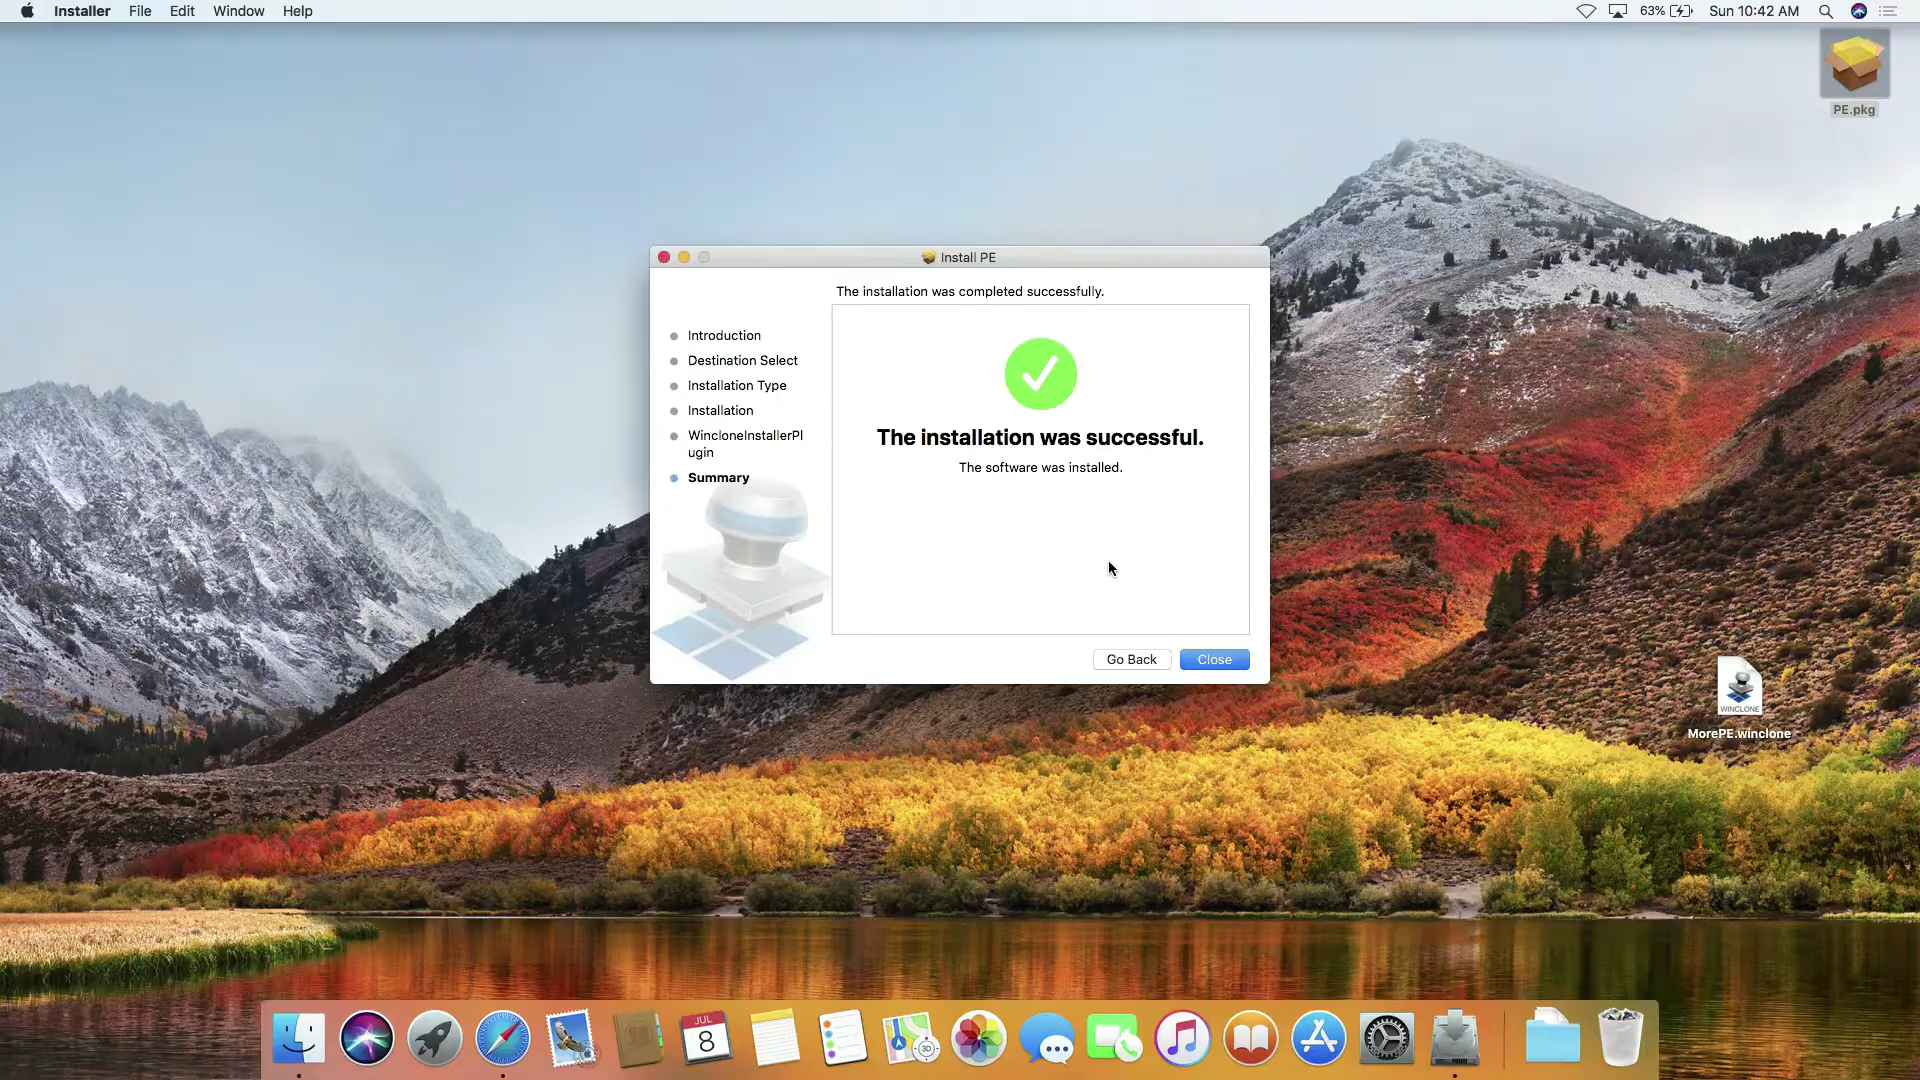 Installer File Edit Window Help 63% Sun 10:42 AM
PE.pkg
Install PE
The installation was completed successfully.
Introduction
Destination Select
Installation Type
Installation
WincloneInstallerPl
ugin
Summary
The installation was successful.
The software was installed.
Go Back Close
WINCLONE
MorePE.winclone
JUL
8
3D